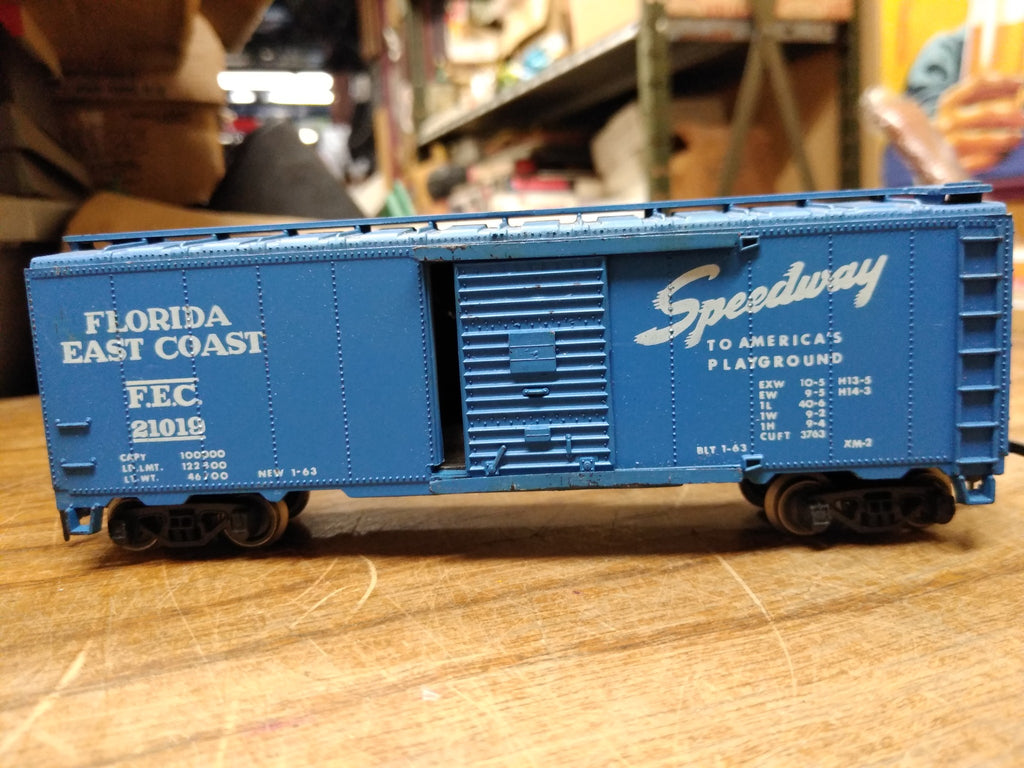 FLORIDA
EAST COAST
F.E.C.
21019
CAPY 100000
LD. LMT. 122400
LT. WT. 46700
NEW 1-63
Speedway
TO AMERICA'S
PLAYGROUND
EXW 10-5 H13-5
EW 9-5 H14-3
IL 40-6
IW 9-2
IH 9-4
CUFT 3763
BLT 1-63
XM-2